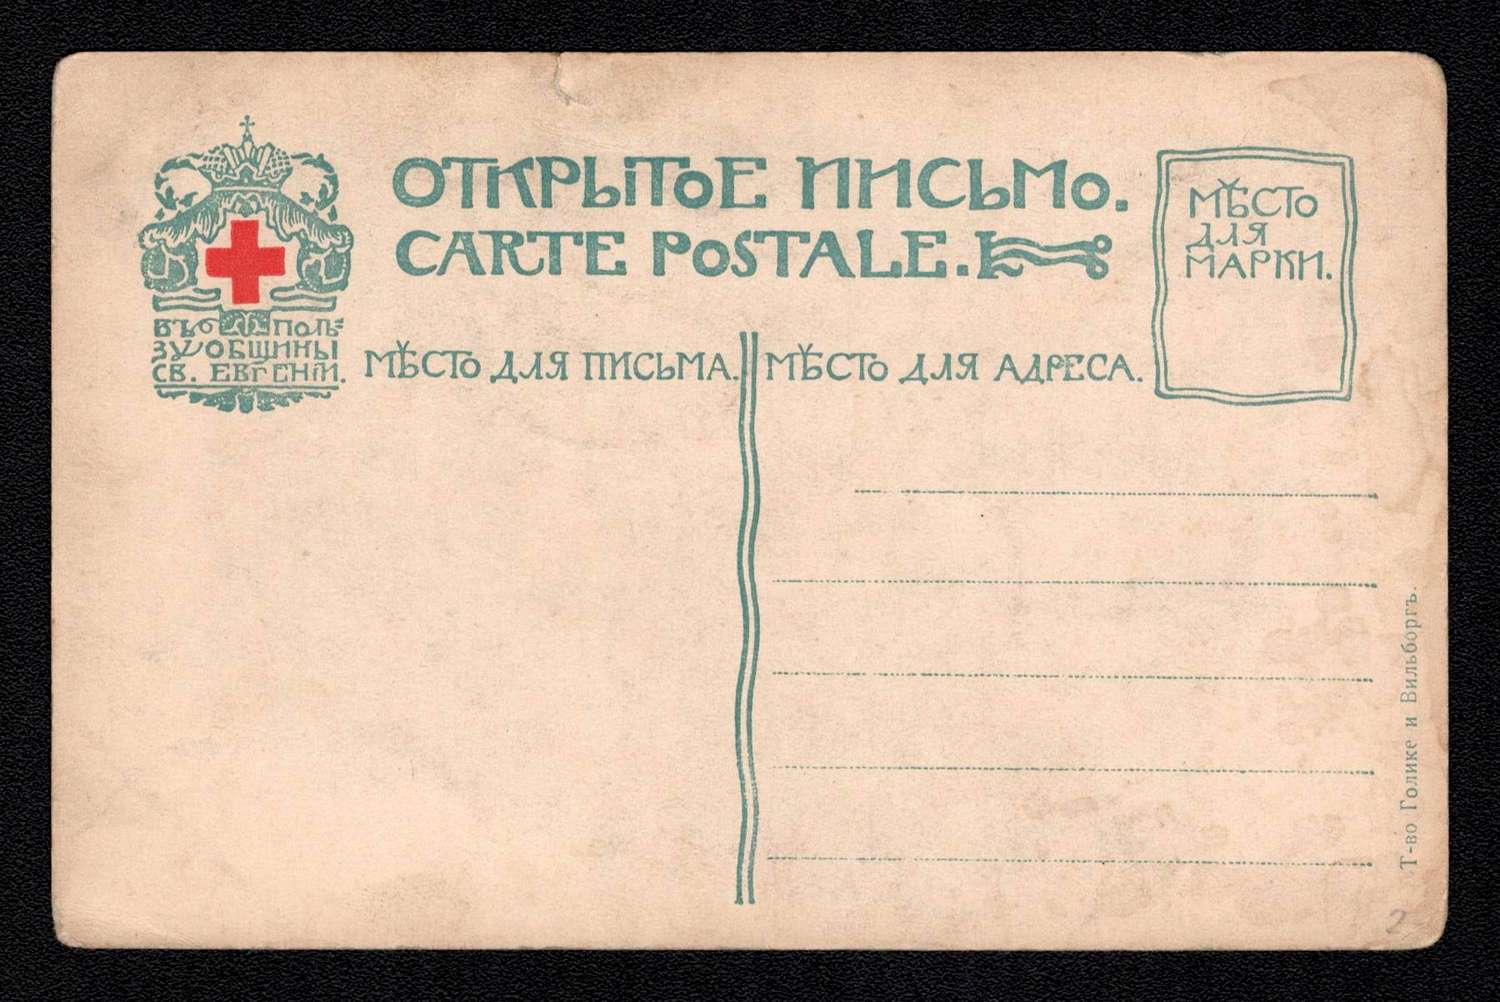 ОТКРЫТОЕ ПИСЬМО.
CARTE POSTALE.
МѢСТО
ДЛЯ
МАРКИ.
ВЪ ПОЛЬ=
ЗУ ОБЩИНЫ
СВ. ЕВГЕНІИ.
МѢСТО ДЛЯ ПИСЬМА.
МѢСТО ДЛЯ АДРЕСА.
Т-во Голике и Вильборгъ.
2